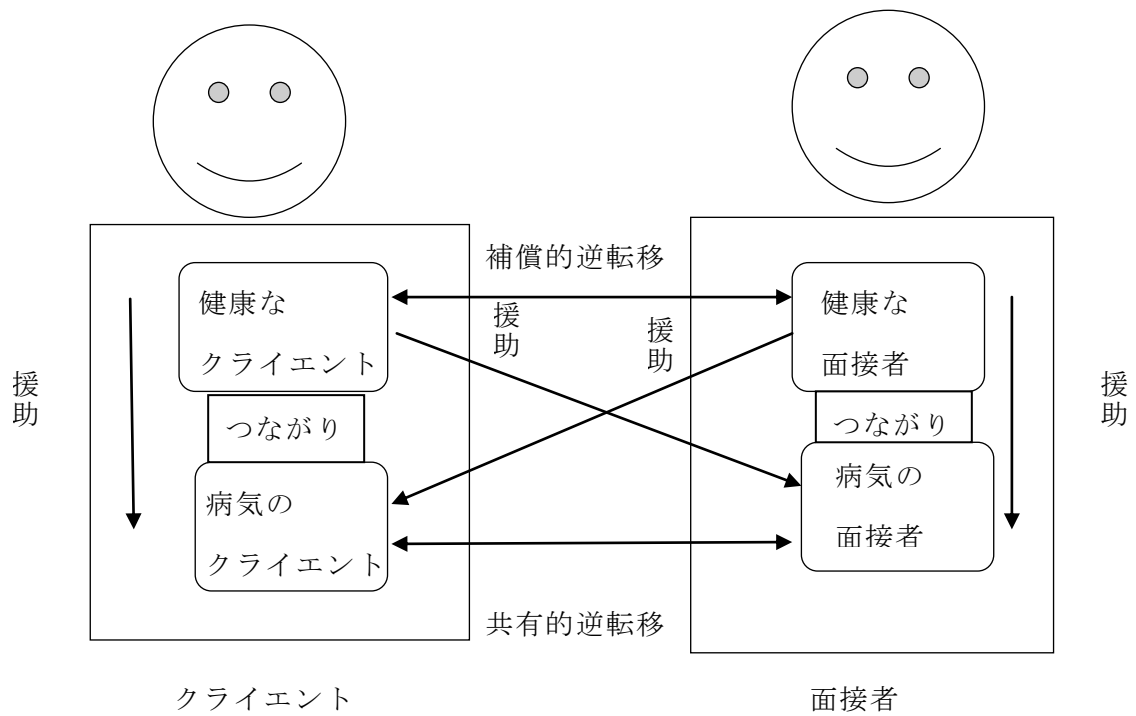 補償的逆転移
健康な
クライエント
援助
援助
健康な
面接者
援助
援助
つながり
つながり
病気の
クライエント
病気の
面接者
共有的逆転移
クライエント
面接者